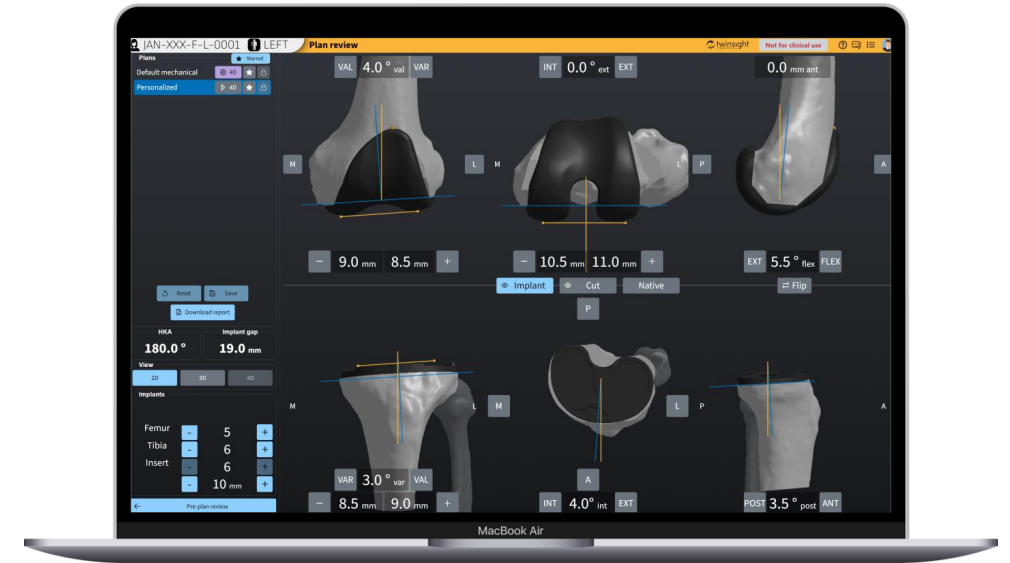 JAN-XXX-F-L-0001 LEFT Plan review twinsight Not for clinical use
Plans Starred
Default mechanical 4D
Personalized 4D
VAL 4.0° val VAR
INT 0.0° ext EXT
0.0 mm ant
M L
M L
P A
- 9.0 mm 8.5 mm +
- 10.5 mm 11.0 mm +
EXT 5.5° flex FLEX
Implant Cut Native
Flip
Reset Save
Download report
HKA Implant gap
180.0° 19.0 mm
View
2D 3D 4D
Implants
Femur - 5 +
Tibia - 6 +
Insert - 6 +
- 10 mm +
Pre-plan review
P
M L
M L
P A
A
VAR 3.0° var VAL
- 8.5 mm 9.0 mm +
INT 4.0° int EXT
POST 3.5° post ANT
MacBook Air